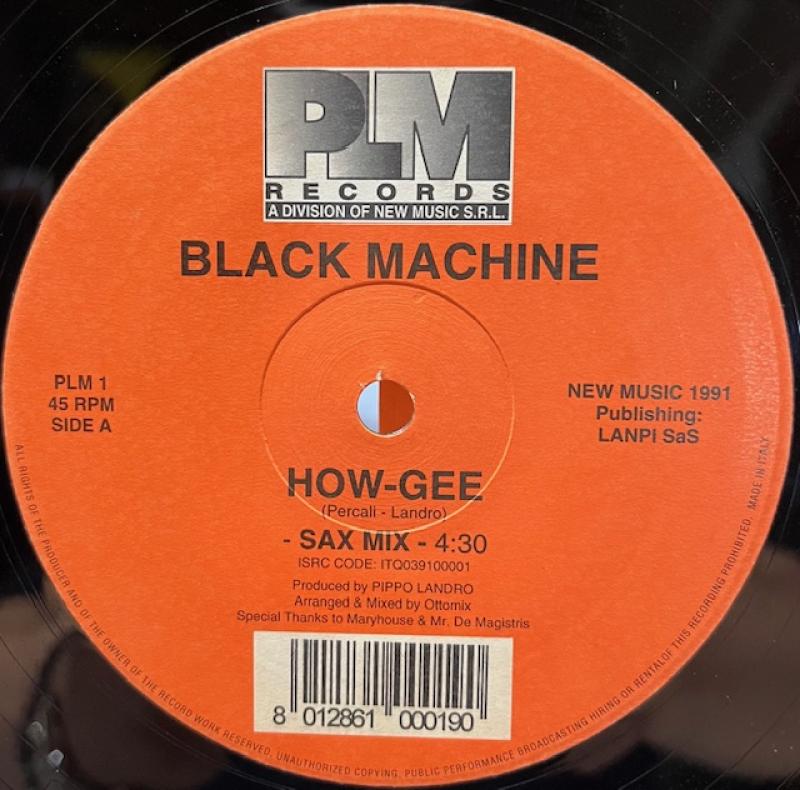 PLM
RECORDS
A DIVISION OF NEW MUSIC S.R.L.
BLACK MACHINE
PLM 1
45 RPM
SIDE A
NEW MUSIC 1991
Publishing:
LANPI SaS
HOW-GEE
(Percali - Landro)
- SAX MIX - 4:30
ISRC CODE: ITQ039100001
Produced by PIPPO LANDRO
Arranged & Mixed by Ottomix
Special Thanks to Maryhouse & Mr. De Magistris
8 012861 000190
ALL RIGHTS OF THE PRODUCER AND OF THE OWNER OF THE RECORD WORK RESERVED. UNAUTHORIZED COPYING, PUBLIC PERFORMANCE BROADCASTING HIRING OR RENTALOF THIS RECORDING PROHIBITED. MADE IN ITALY